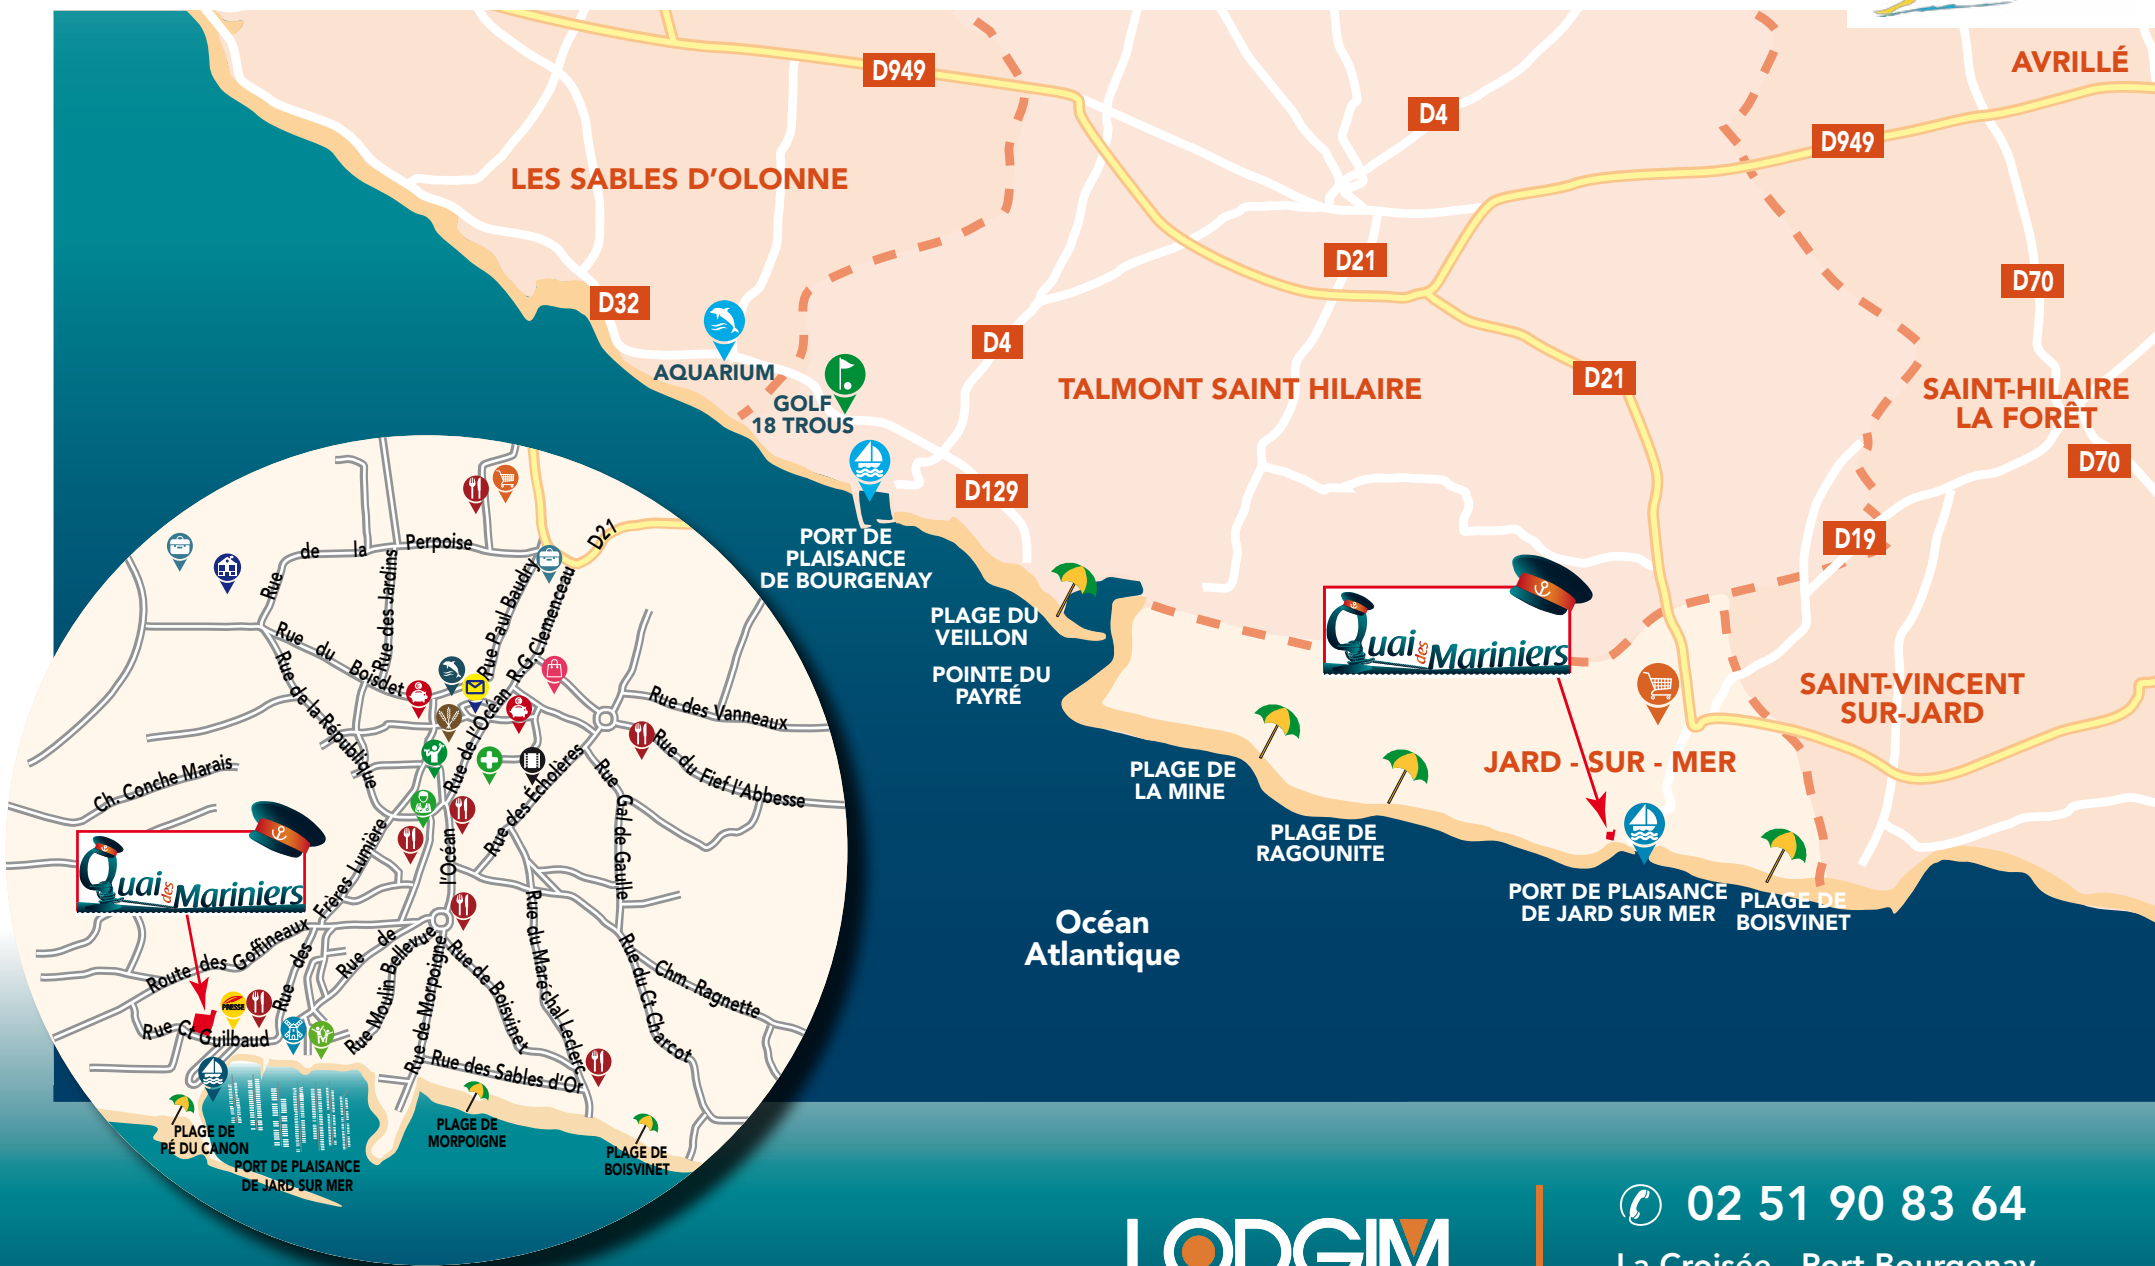 AVRILLÉ
D949
D4
D949
LES SABLES D'OLONNE
D21
D70
D32
D4
AQUARIUM
GOLF
18 TROUS
TALMONT SAINT HILAIRE
D21
SAINT-HILAIRE
LA FORÊT
D70
D129
D19
PORT DE
PLAISANCE
DE BOURGENAY
PLAGE DU
VEILLON
POINTE DU
PAYRÉ
Quai des Mariniers
SAINT-VINCENT
SUR-JARD
JARD - SUR - MER
PLAGE DE
LA MINE
PLAGE DE
RAGOUNITE
PORT DE PLAISANCE
DE JARD SUR MER
PLAGE DE
BOISVINET
Océan
Atlantique
D21
Rue de la Perpoise
Rue des Jardins
Rue Paul Baudry
R.G.Clemenceau
Rue du Boisdet
Rue de la République
Rue de l'Océan
Rue des Vanneaux
Rue du Fief l'Abbesse
Ch. Conche Marais
Rue des Écholères
Rue Gal de Gaulle
Quai des Mariniers
Rue des Frères Lumière
Rue de l'Océan
Route des Goffineaux
Rue Moulin Bellevue
Rue de Morpoigne
Rue de Boisvinet
Rue du Maréchal Leclerc
Rue du Ct Charcot
Chm. Ragnette
PRESSE
Rue Ct Guilbaud
Rue des Sables d'Or
PLAGE DE
PÉ DU CANON
PORT DE PLAISANCE
DE JARD SUR MER
PLAGE DE
MORPOIGNE
PLAGE DE
BOISVINET
LODGIM
02 51 90 83 64
La Croisée - Port Bourgenay